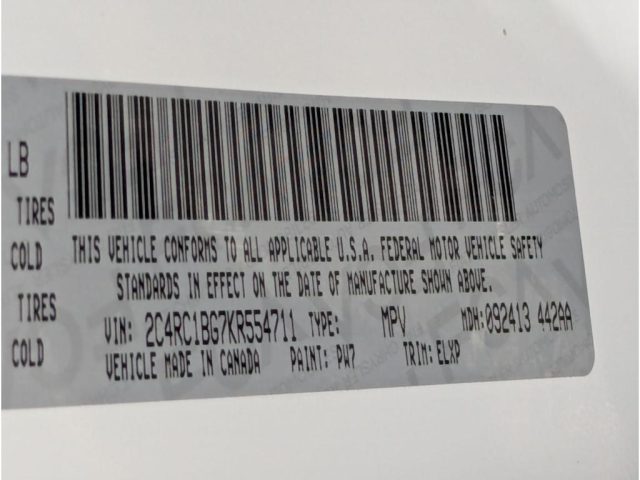 LB
TIRES
COLD
TIRES
COLD
THIS VEHICLE CONFORMS TO ALL APPLICABLE U.S.A. FEDERAL MOTOR VEHICLE SAFETY
STANDARDS IN EFFECT ON THE DATE OF MANUFACTURE SHOWN ABOVE.
VIN: 2C4RC1BG7KR554711 TYPE: MPV MDH: 092413 442AA
VEHICLE MADE IN CANADA PAINT: PW7 TRIM: ELXP